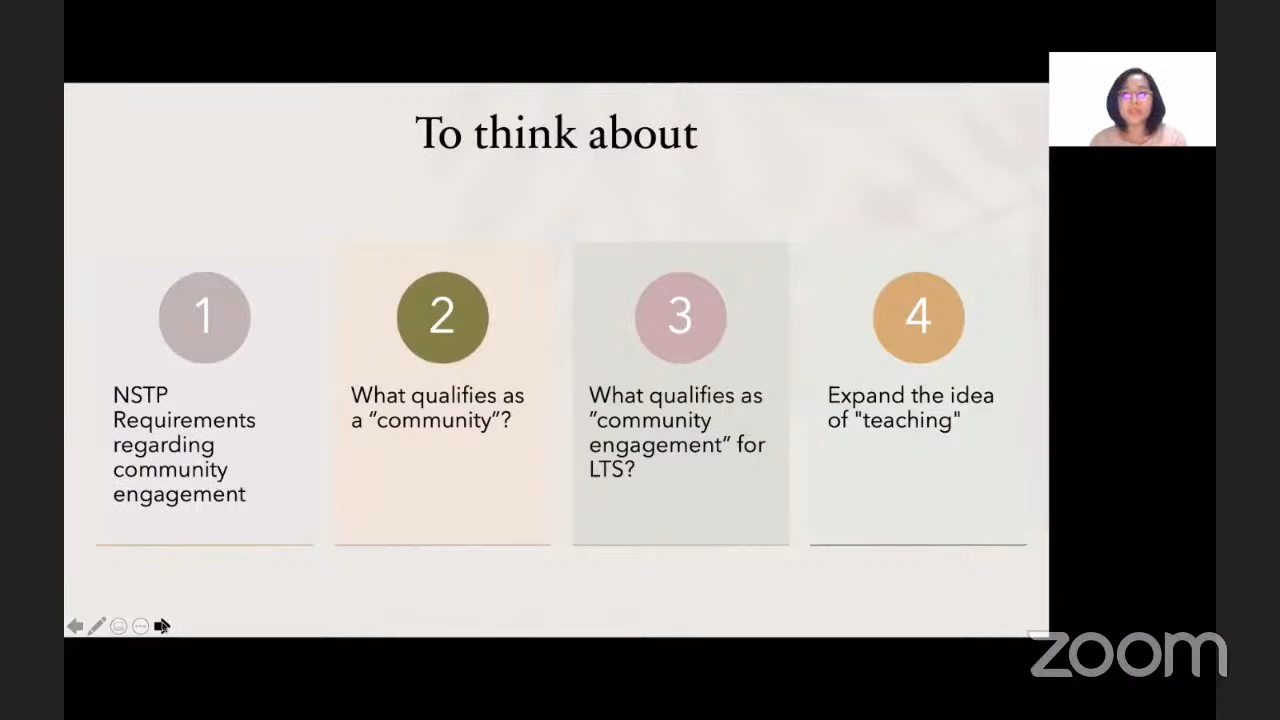 To think about
1
NSTP
Requirements
regarding
community
engagement
2
What qualifies as
a “community”?
3
What qualifies as
“community
engagement” for
LTS?
4
Expand the idea
of "teaching"
zoom